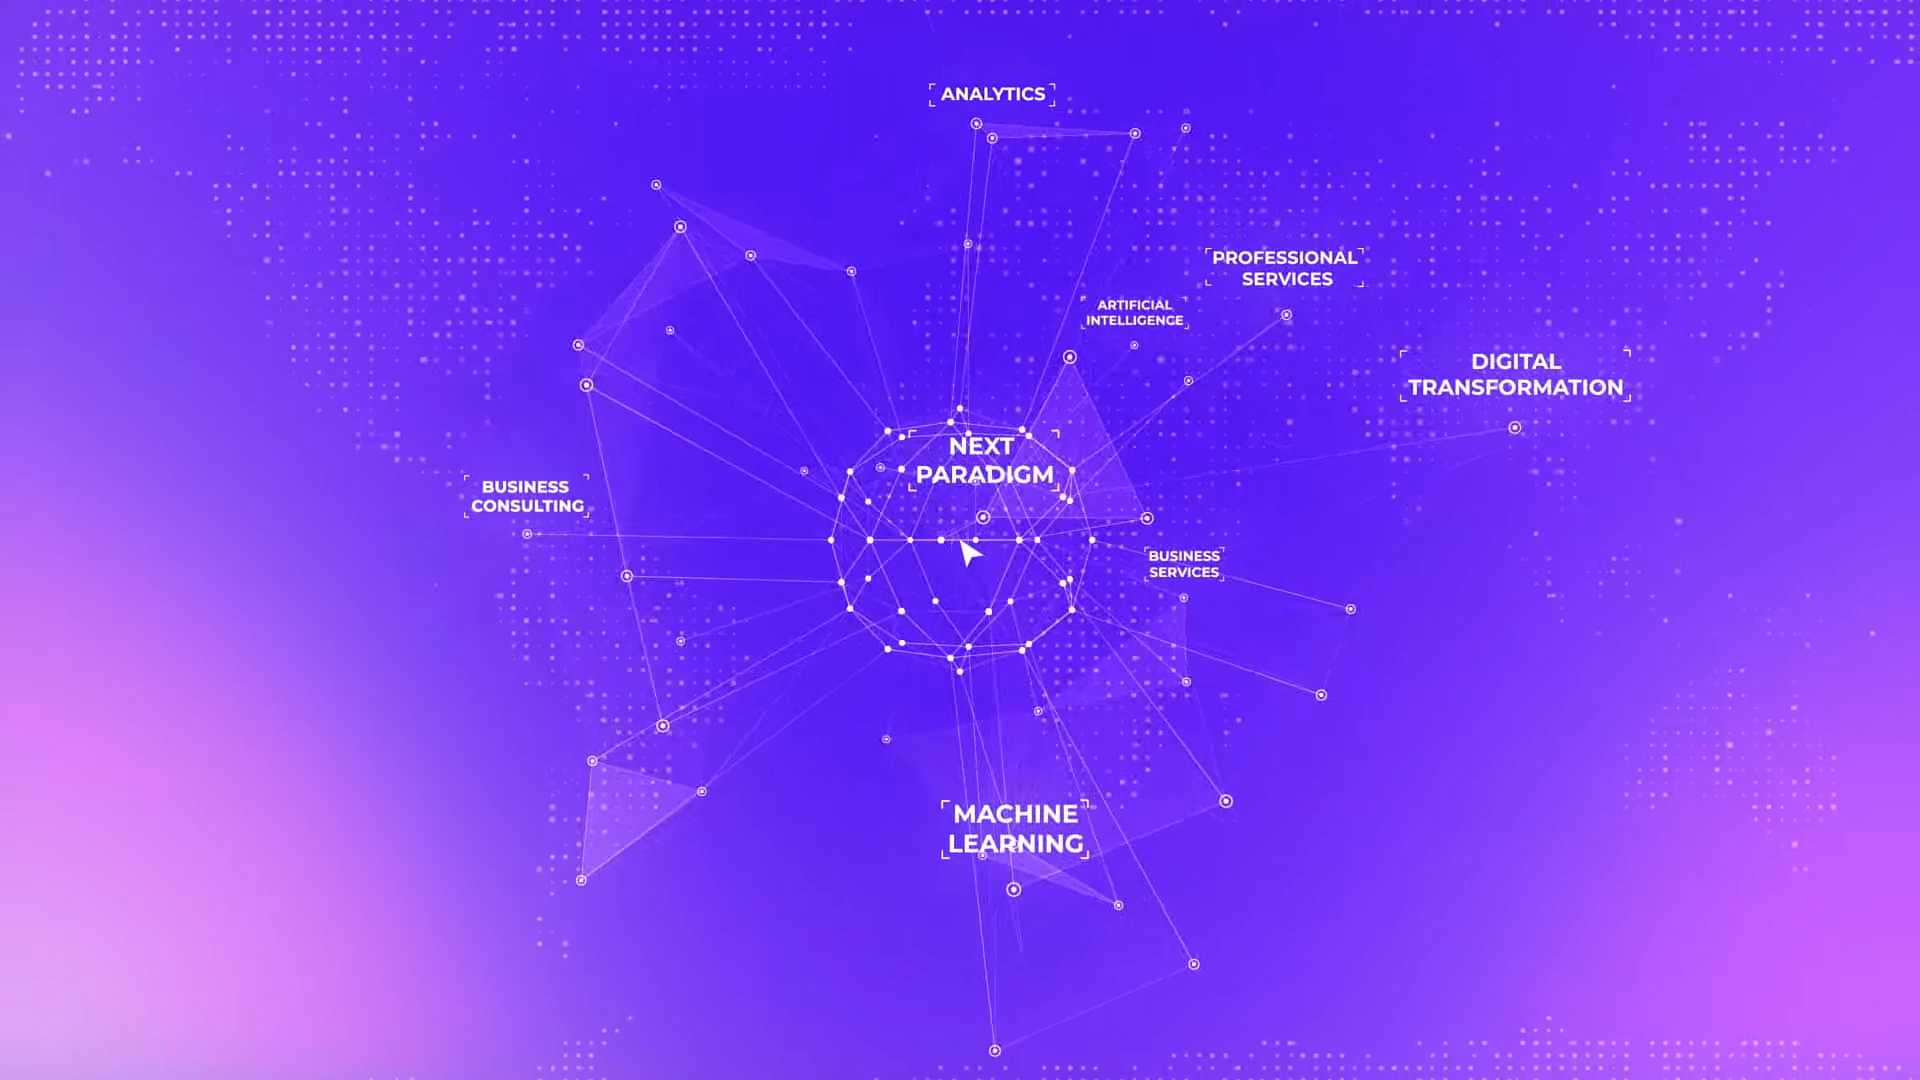 ANALYTICS
PROFESSIONAL
SERVICES
ARTIFICIAL
INTELLIGENCE
DIGITAL
TRANSFORMATION
NEXT
PARADIGM
BUSINESS
CONSULTING
BUSINESS
SERVICES
MACHINE
LEARNING